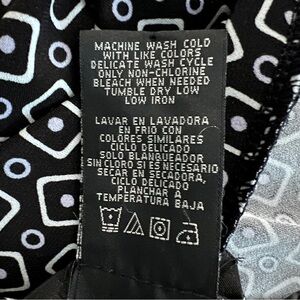 MACHINE WASH COLD
WITH LIKE COLORS
DELICATE WASH CYCLE
ONLY NON-CHLORINE
BLEACH WHEN NEEDED
TUMBLE DRY LOW
LOW IRON
LAVAR EN LAVADORA
EN FRIO CON
COLORES SIMILARES
CICLO DELICADO
SOLO BLANQUEADOR
SIN CLORO SI ES NECESARIO
SECAR EN SECADORA,
CICLO DELICADO
PLANCHAR A
TEMPERATURA BAJA